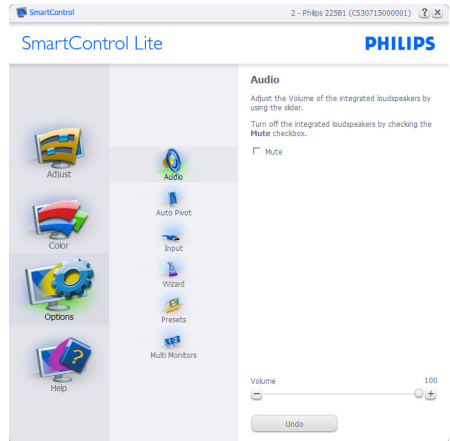 SmartControl
2 - Philips 225B1 (CS30715000001)
SmartControl Lite
PHILIPS
Adjust
Color
Options
Help
Audio
Auto Pivot
Input
Wizard
Presets
Multi Monitors
Audio
Adjust the Volume of the integrated loudspeakers by
using the slider.
Turn off the integrated loudspeakers by checking the
Mute checkbox.
Mute
Volume
100
Undo